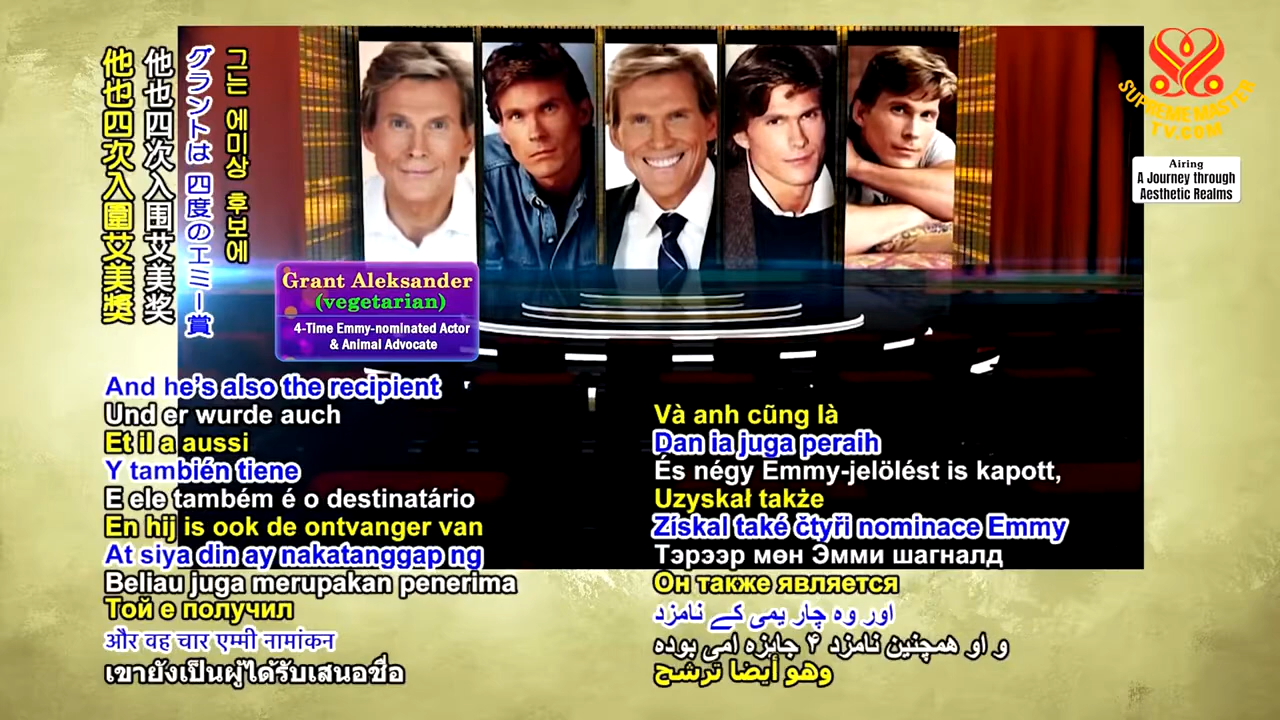 他也四次入圍艾美獎
他也四次入围艾美奖
グラントは 四度のエミー賞
그는 에미상 후보에
SUPREME MASTER
TV.COM
Airing
A Journey through
Aesthetic Realms
Grant Aleksander
(vegetarian)
4-Time Emmy-nominated Actor
& Animal Advocate
And he's also the recipient
Und er wurde auch
Et il a aussi
Y también tiene
E ele também é o destinatário
En hij is ook de ontvanger van
At siya din ay nakatanggap ng
Beliau juga merupakan penerima
Той е получил
और वह चार एम्मी नामांकन
เขายังเป็นผู้ได้รับเสนอชื่อ
Và anh cũng là
Dan ia juga peraih
És négy Emmy-jelölést is kapott,
Uzyskał także
Získal také čtyři nominace Emmy
Тэрээр мөн Эмми шагналд
Он также является
اور وہ چار یمی کے نامزد
و او همچنین نامزد ۴ جایزه امی بوده
وهو أيضا ترشح